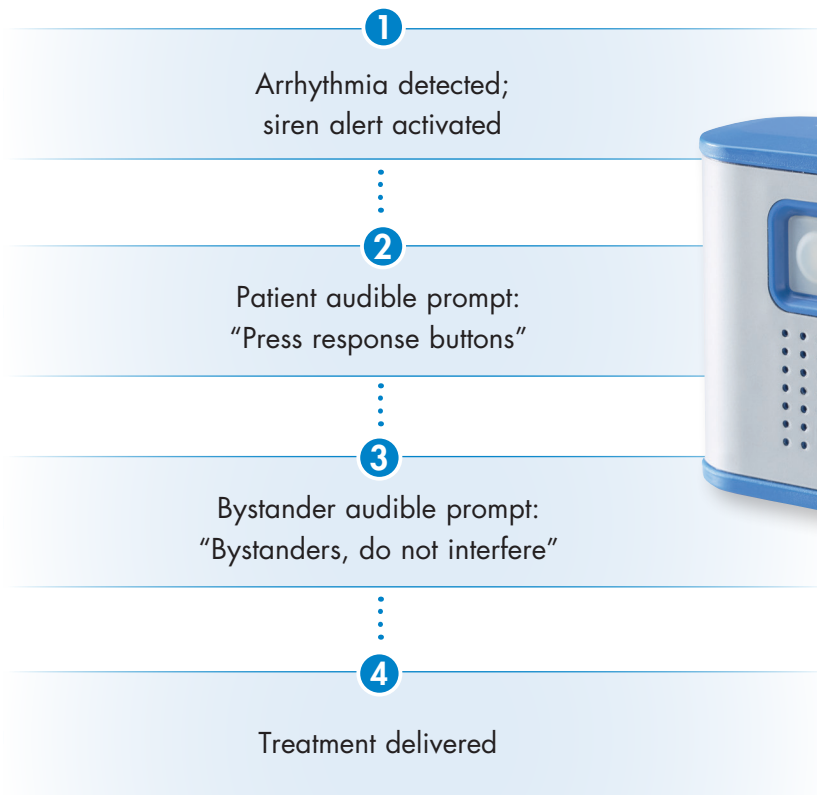 1
Arrhythmia detected;
siren alert activated
2
Patient audible prompt:
“Press response buttons”
3
Bystander audible prompt:
“Bystanders, do not interfere”
4
Treatment delivered